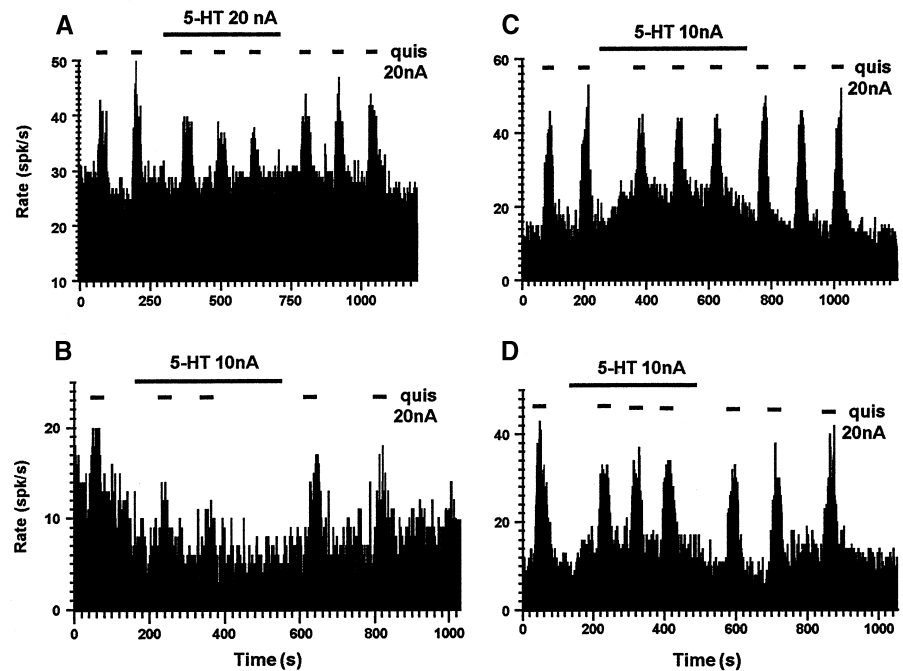 A
5-HT 20 nA
quis
20nA
50
40
30
20
10
Rate (spk/s)
0 250 500 750 1000
C
5-HT 10nA
quis
20nA
60
40
20
0
0 200 400 600 800 1000
B
5-HT 10nA
quis
20nA
20
10
0
Rate (spk/s)
0 200 400 600 800 1000
Time (s)
D
5-HT 10nA
quis
20nA
40
20
0
0 200 400 600 800 1000
Time (s)